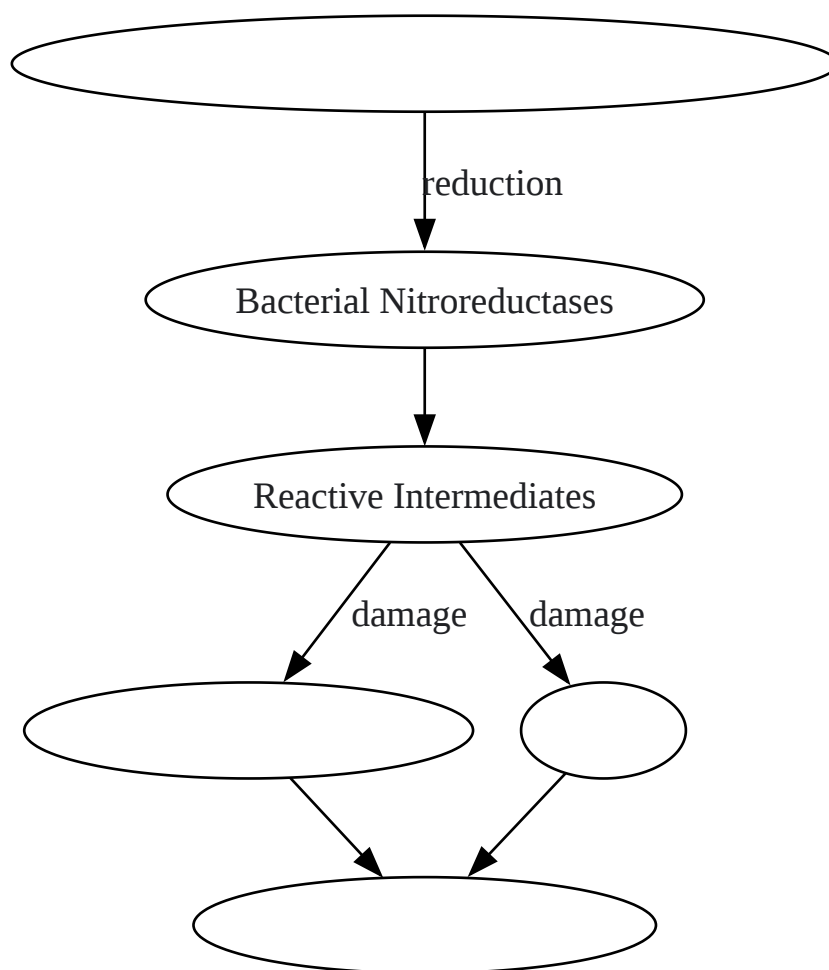 reduction
Bacterial Nitroreductases
Reactive Intermediates
damage
damage